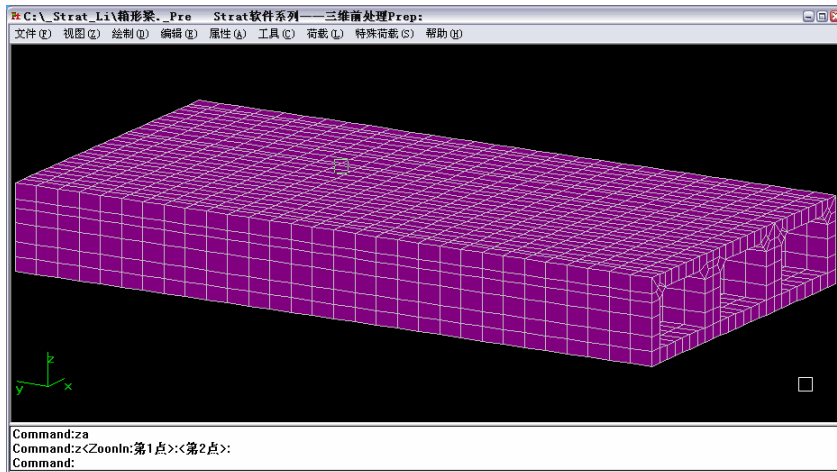 Pt C:\_Strat_Li\箱形梁._Pre Strat软件系列——三维前处理Prep:
文件(F) 视图(Z) 绘制(D) 编辑(E) 属性(A) 工具(C) 荷载(L) 特殊荷载(S) 帮助(H)
z
y x
Command:za
Command:z<ZoonIn:第1点>:<第2点>:
Command: